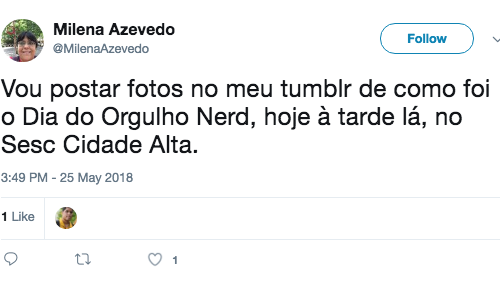 Milena Azevedo
@MilenaAzevedo
Follow
Vou postar fotos no meu tumblr de como foi
o Dia do Orgulho Nerd, hoje à tarde lá, no
Sesc Cidade Alta.
3:49 PM - 25 May 2018
1 Like
1